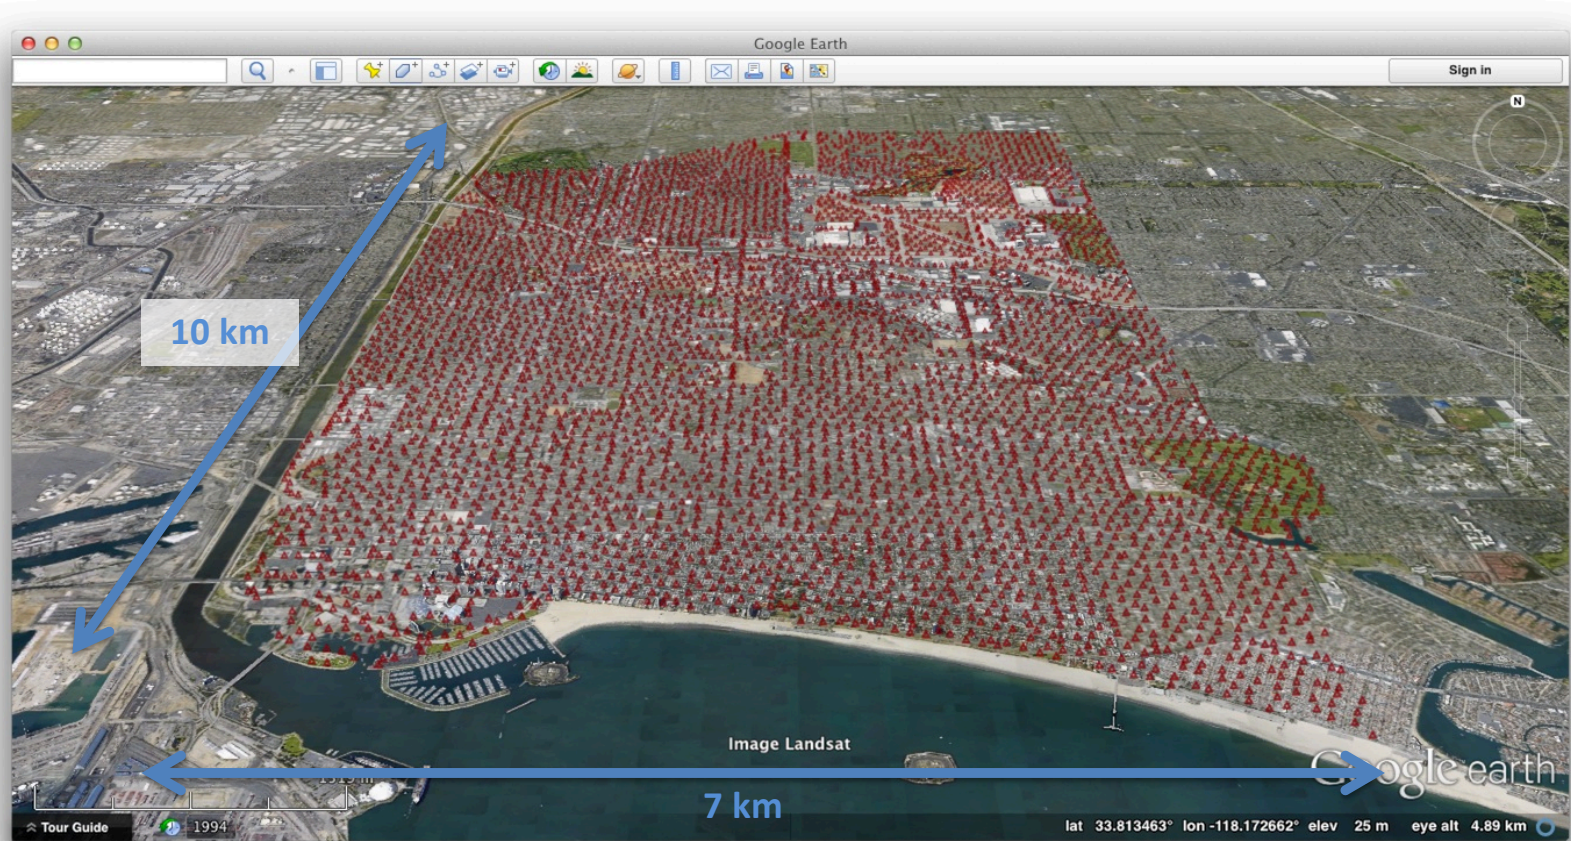 Google Earth
Sign in
N
10 km
Image Landsat
Google earth
1519 m
7 km
Tour Guide
1994
lat 33.813463° lon -118.172662° elev 25 m eye alt 4.89 km